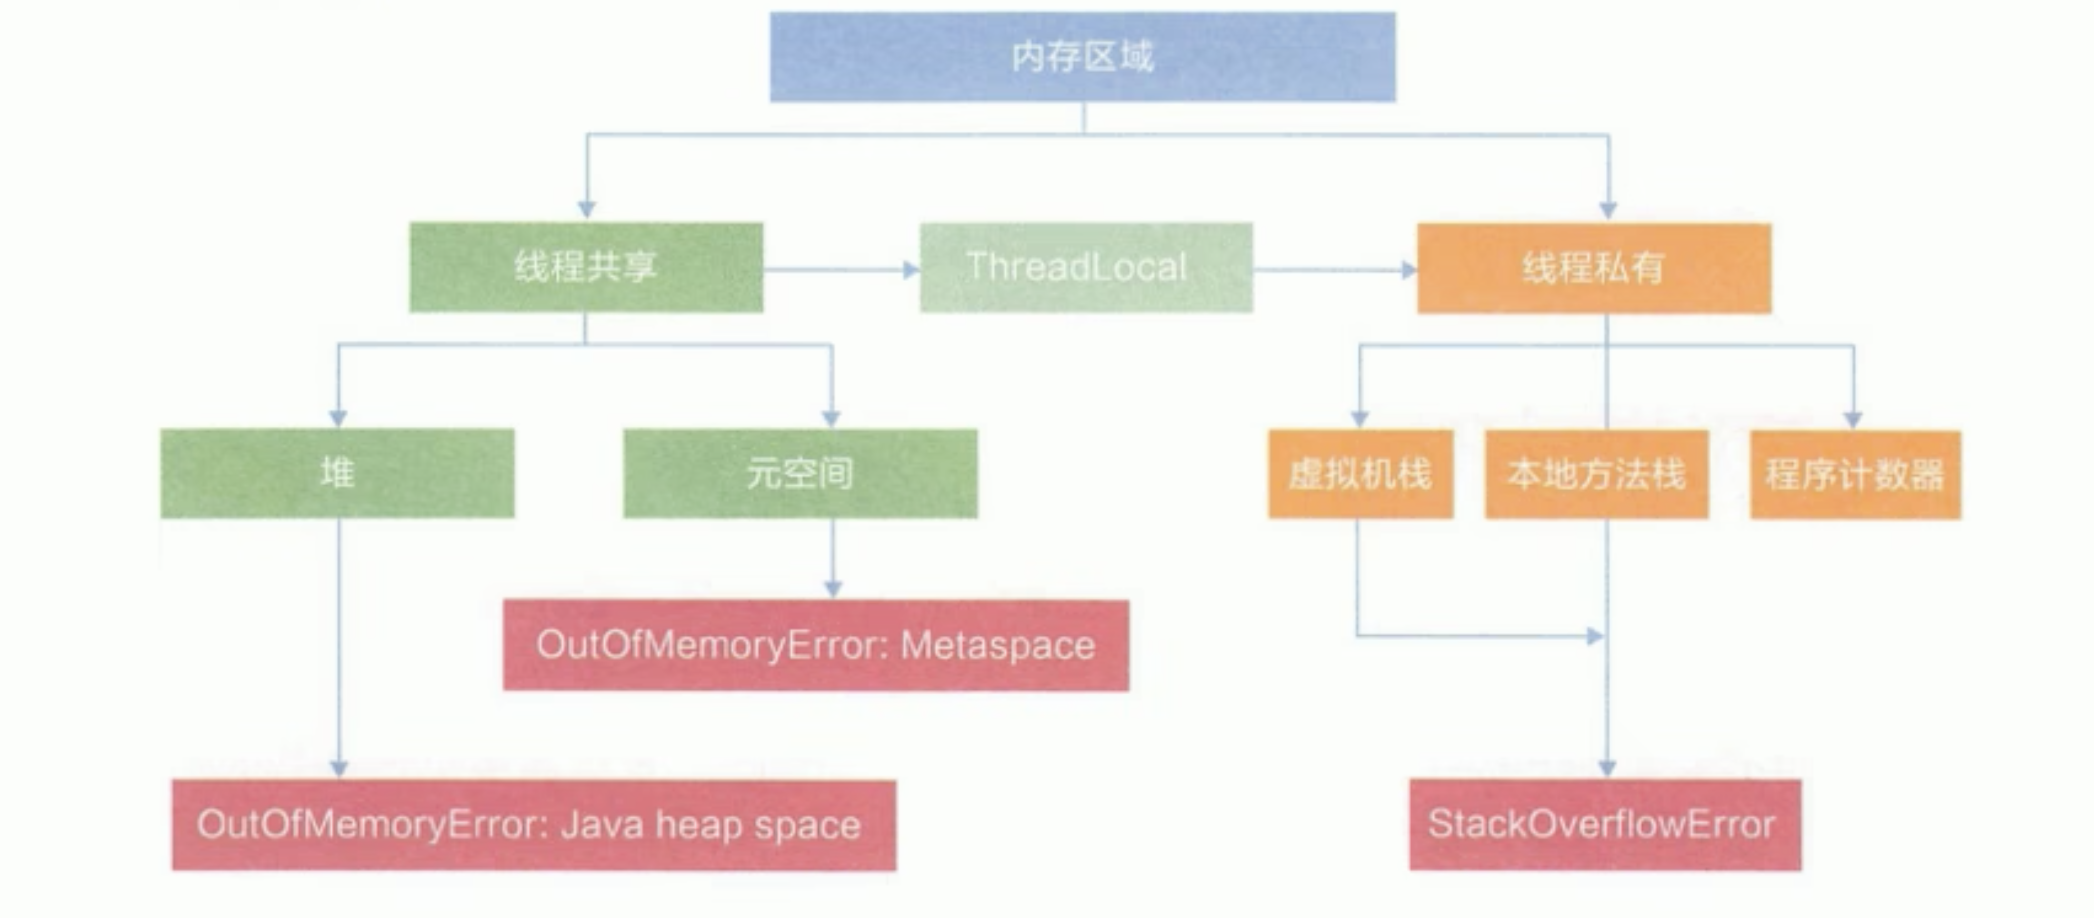 内存区域
线程共享
ThreadLocal
线程私有
堆
元空间
虚拟机栈
本地方法栈
程序计数器
OutOfMemoryError: Metaspace
OutOfMemoryError: Java heap space
StackOverflowError